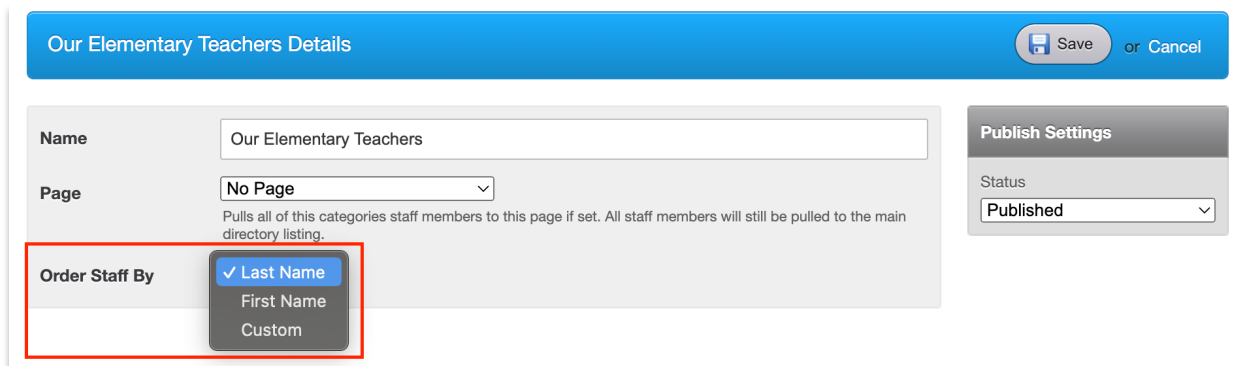 Our Elementary Teachers Details
Save or Cancel
Name
Our Elementary Teachers
Page
No Page
Pulls all of this categories staff members to this page if set. All staff members will still be pulled to the main
directory listing.
Order Staff By
✓ Last Name
First Name
Custom
Publish Settings
Status
Published